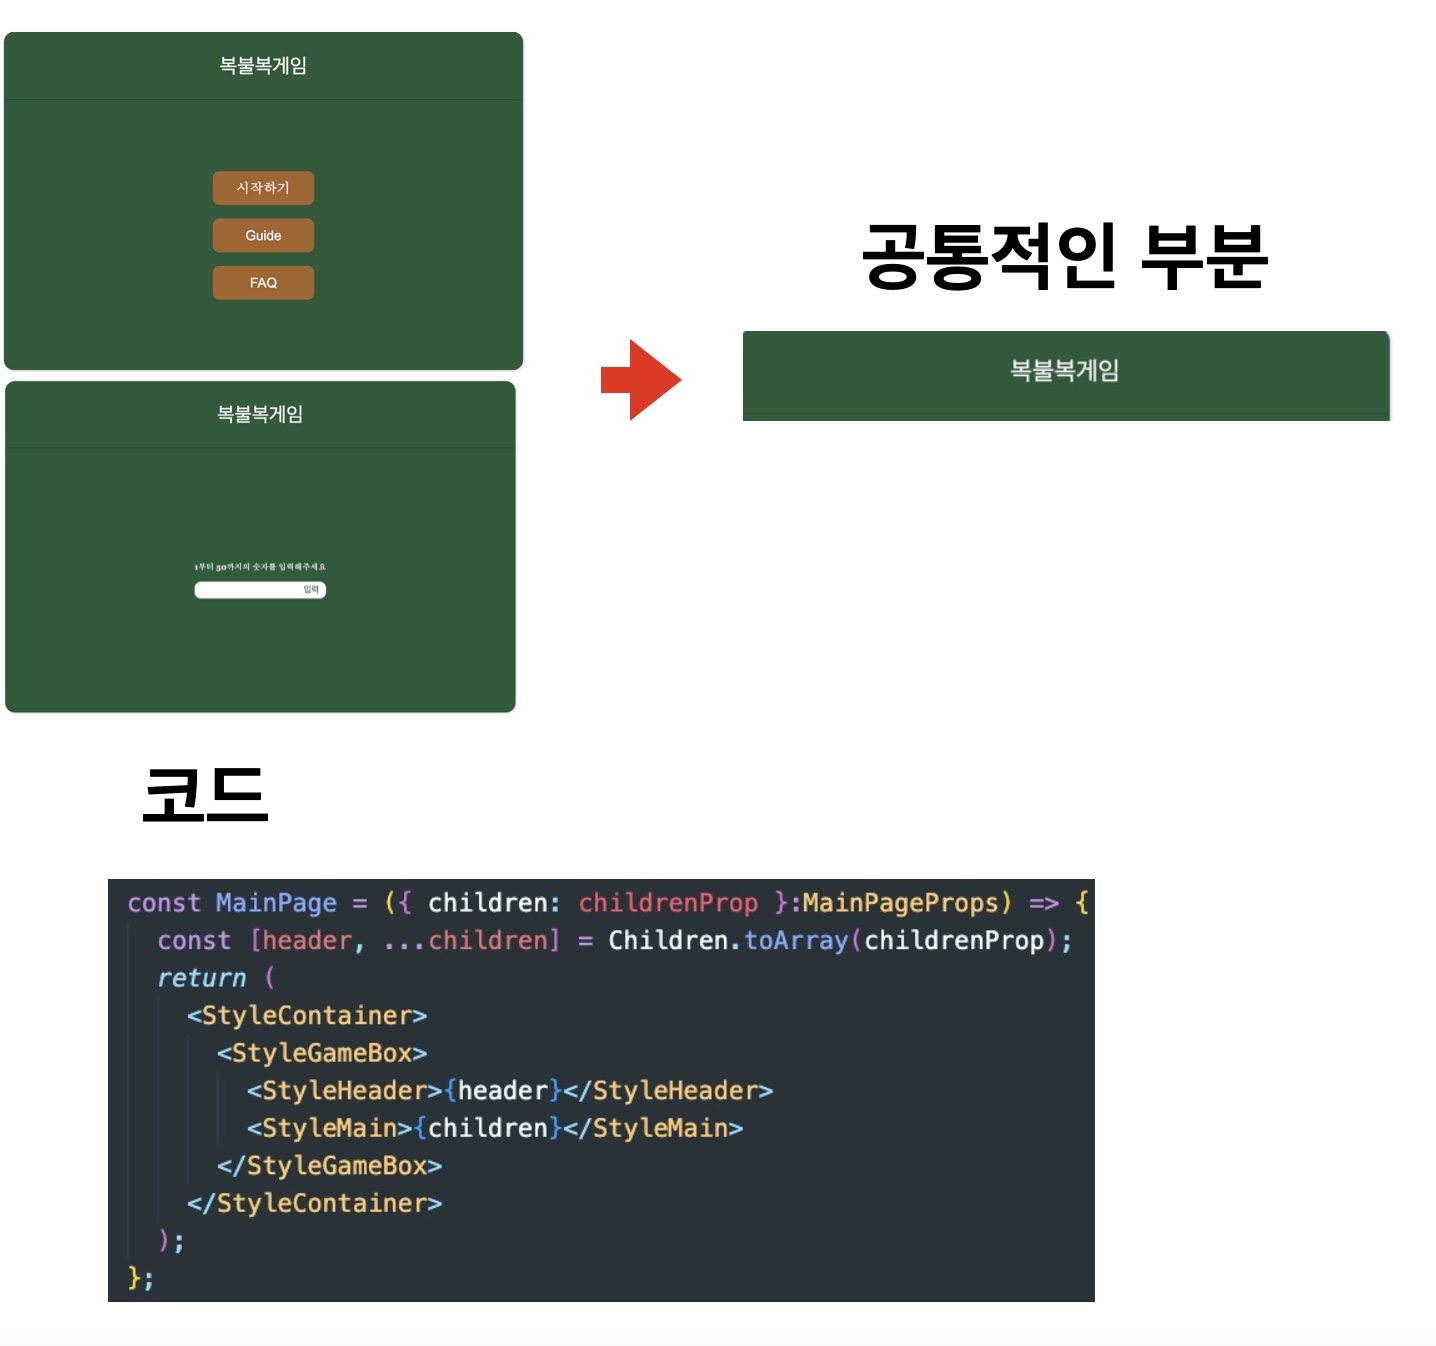 복불복게임
시작하기
Guide
FAQ
복불복게임
1부터 50까지의 숫자를 입력해주세요
입력
공통적인 부분
복불복게임
코드
const MainPage = ({ children: childrenProp }:MainPageProps) => {
const [header, ...children] = Children.toArray(childrenProp);
return (
<StyleContainer>
<StyleGameBox>
<StyleHeader>{header}</StyleHeader>
<StyleMain>{children}</StyleMain>
</StyleGameBox>
</StyleContainer>
);
};